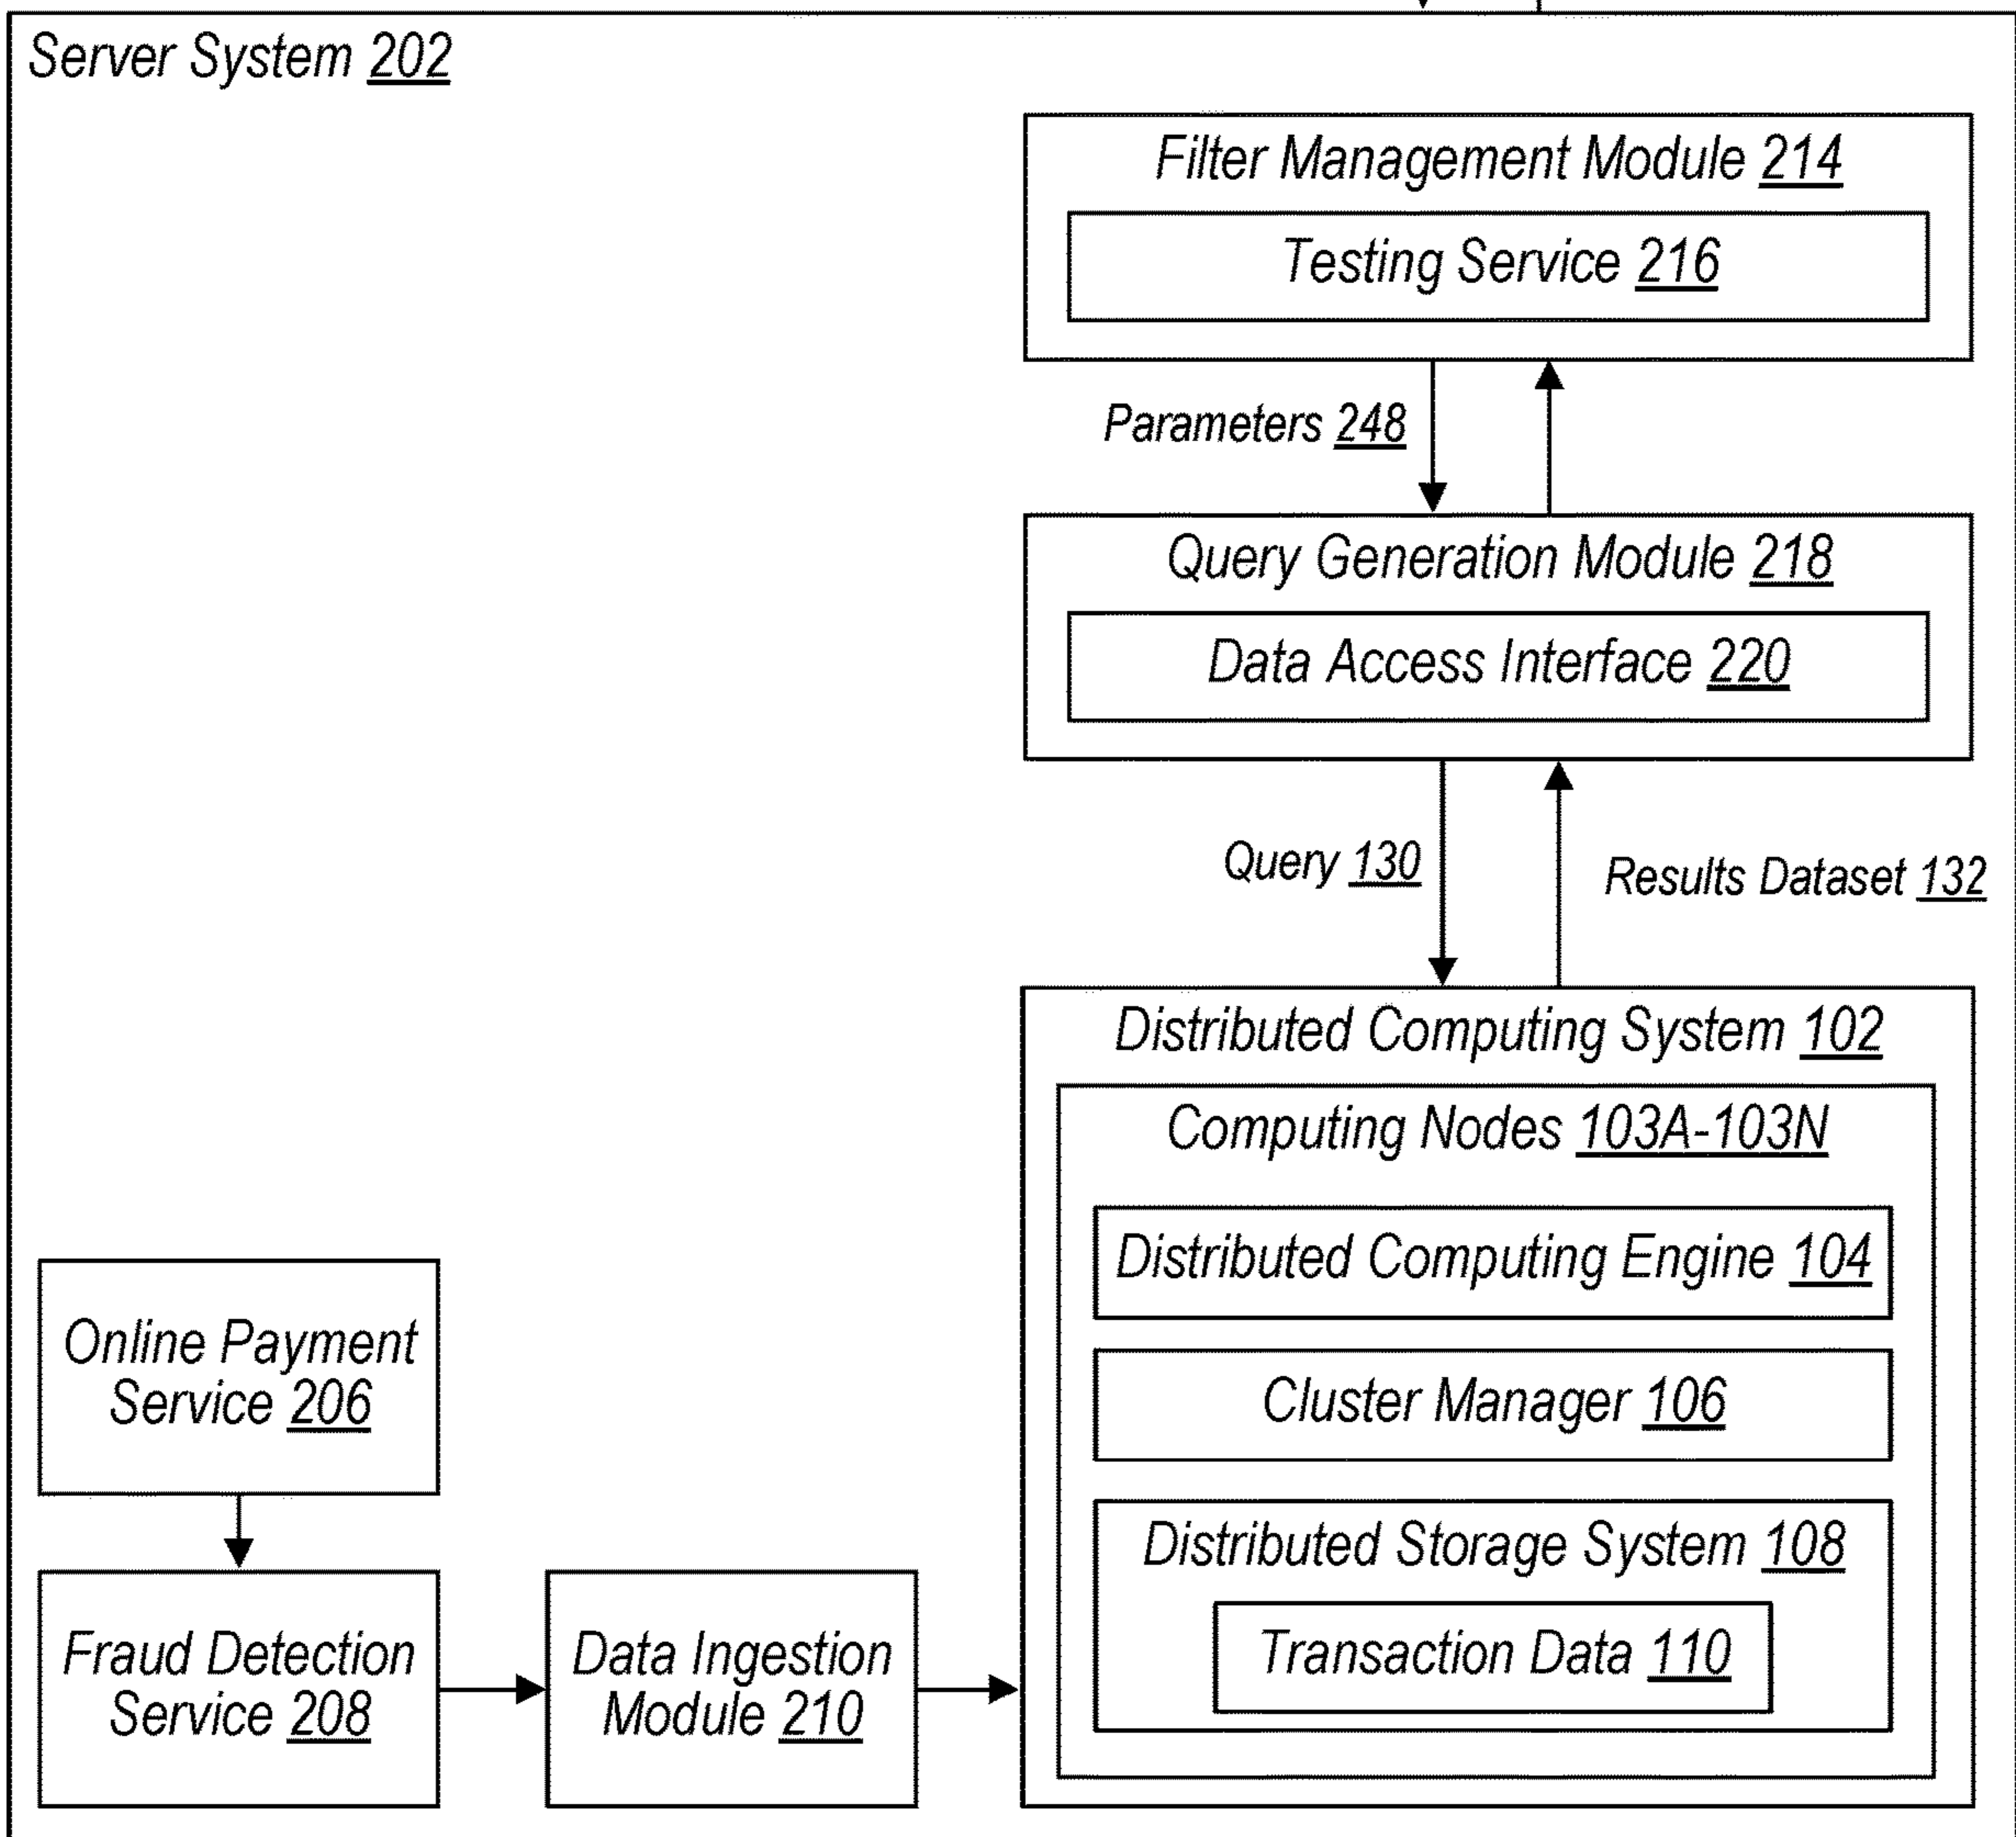 Server System 202
Filter Management Module 214
Testing Service 216
Parameters 248
Query Generation Module 218
Data Access Interface 220
Query 130
Results Dataset 132
Distributed Computing System 102
Computing Nodes 103A-103N
Distributed Computing Engine 104
Cluster Manager 106
Distributed Storage System 108
Transaction Data 110
Online Payment
Service 206
Fraud Detection
Service 208
Data Ingestion
Module 210